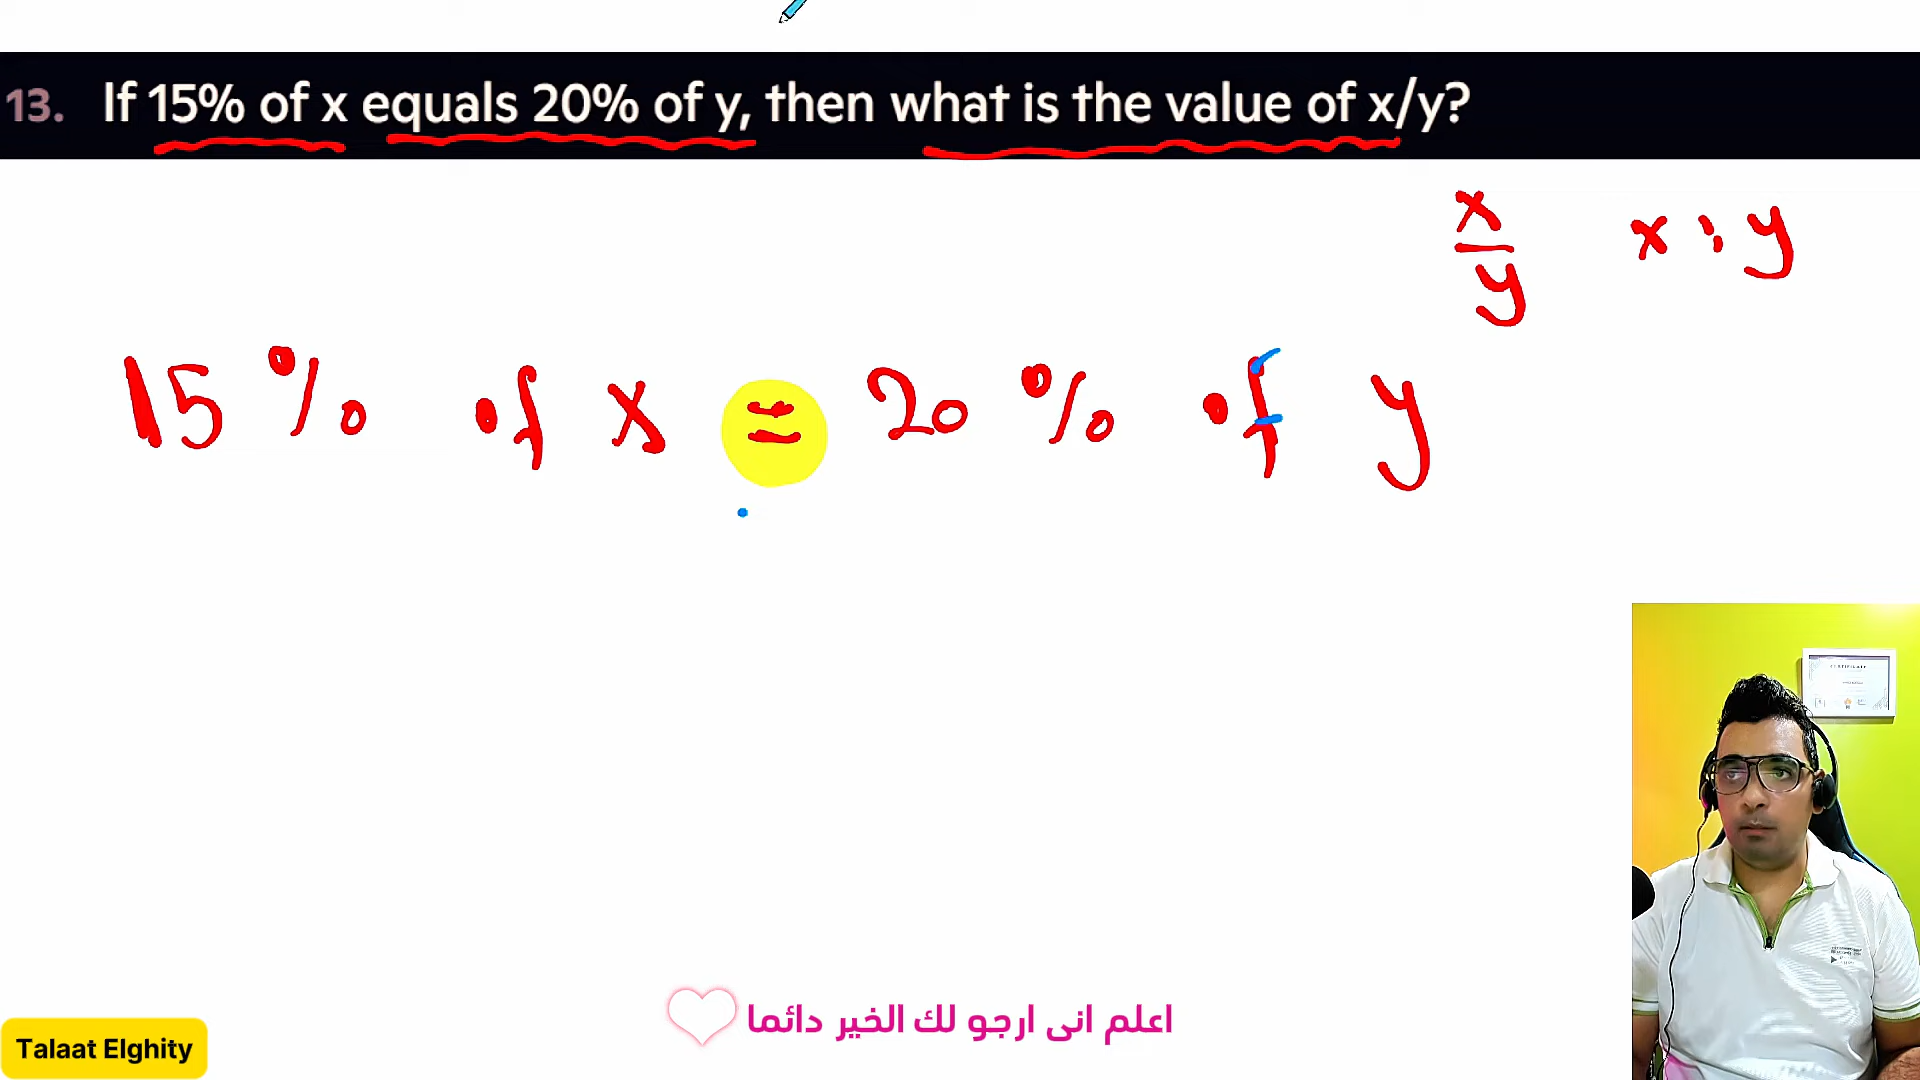 13. If 15% of x equals 20% of y, then what is the value of x/y?
x/y x : y
15 % of x = 20 % of y
CERTIFICATE
اعلم انى ارجو لك الخير دائما
Talaat Elghity